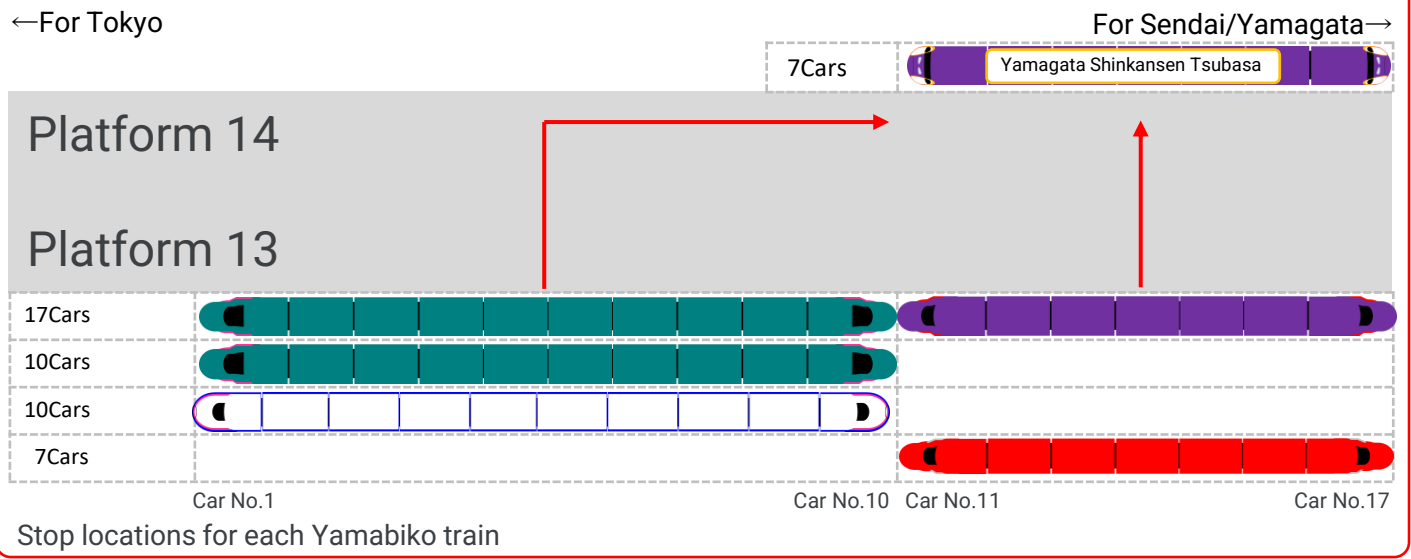 ←For Tokyo
For Sendai/Yamagata→
7Cars
Yamagata Shinkansen Tsubasa
Platform 14
Platform 13
17Cars
10Cars
10Cars
7Cars
Car No.1
Car No.10
Car No.11
Car No.17
Stop locations for each Yamabiko train